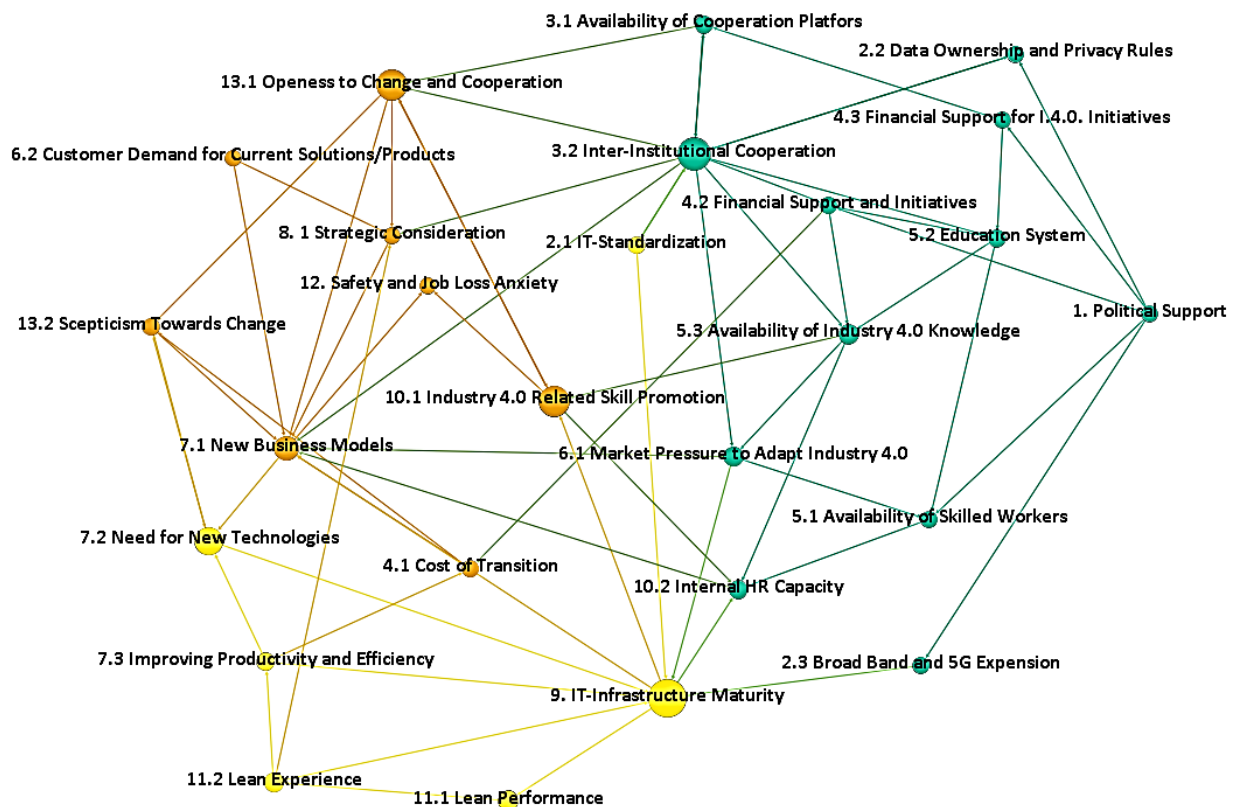 3.1 Availability of Cooperation Platfors
2.2 Data Ownership and Privacy Rules
13.1 Openess to Change and Cooperation
4.3 Financial Support for I.4.0. Initiatives
6.2 Customer Demand for Current Solutions/Products
3.2 Inter-Institutional Cooperation
4.2 Financial Support and Initiatives
8. 1 Strategic Consideration
2.1 IT-Standardization
5.2 Education System
12. Safety and Job Loss Anxiety
1. Political Support
13.2 Scepticism Towards Change
5.3 Availability of Industry 4.0 Knowledge
10.1 Industry 4.0 Related Skill Promotion
7.1 New Business Models
6.1 Market Pressure to Adapt Industry 4.0
5.1 Availability of Skilled Workers
7.2 Need for New Technologies
4.1 Cost of Transition
10.2 Internal HR Capacity
7.3 Improving Productivity and Efficiency
2.3 Broad Band and 5G Expension
9. IT-Infrastructure Maturity
11.2 Lean Experience
11.1 Lean Performance